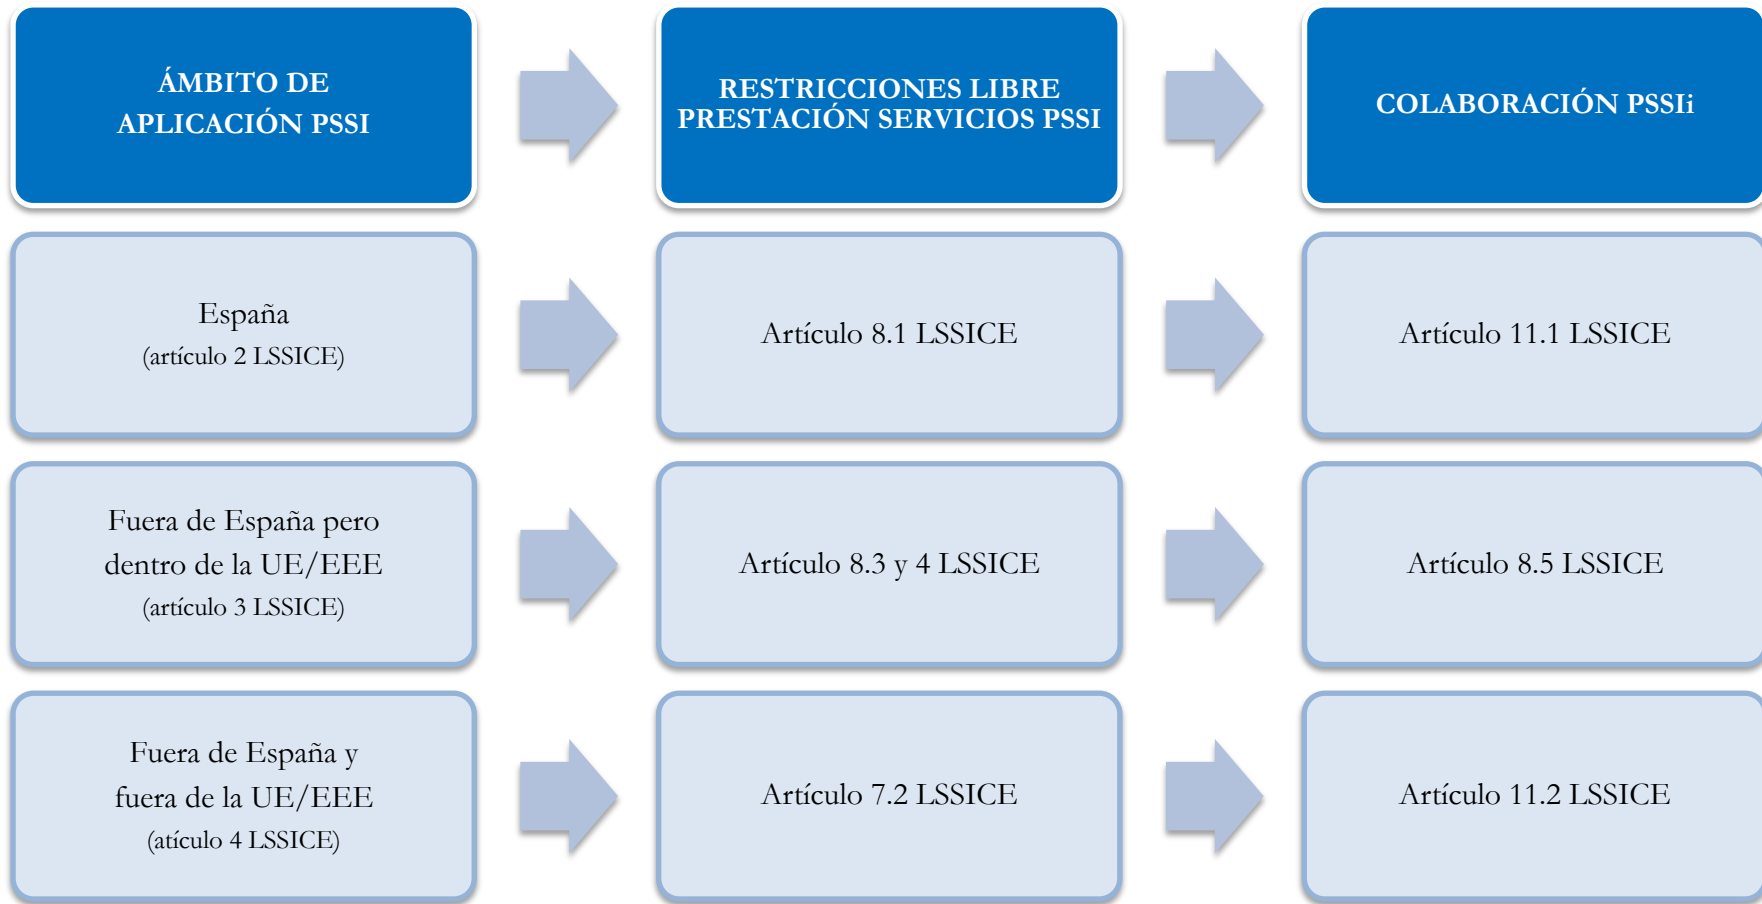 ÁMBITO DE
APLICACIÓN PSSI
RESTRICCIONES LIBRE
PRESTACIÓN SERVICIOS PSSI
COLABORACIÓN PSSIi
España
(artículo 2 LSSICE)
Artículo 8.1 LSSICE
Artículo 11.1 LSSICE
Fuera de España pero
dentro de la UE/EEE
(artículo 3 LSSICE)
Artículo 8.3 y 4 LSSICE
Artículo 8.5 LSSICE
Fuera de España y
fuera de la UE/EEE
(atículo 4 LSSICE)
Artículo 7.2 LSSICE
Artículo 11.2 LSSICE